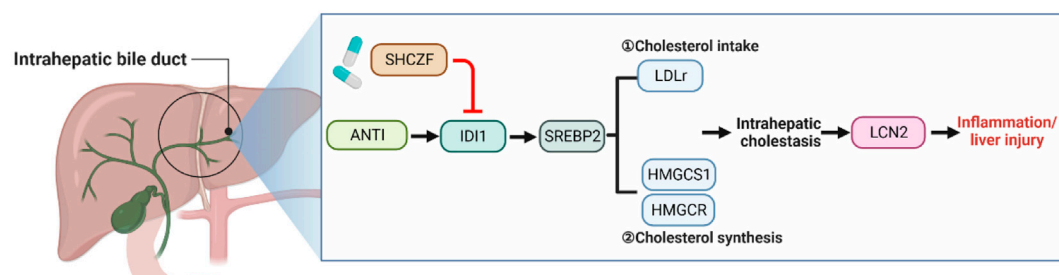 Intrahepatic bile duct
SHCZF
ANTI
IDI1
SREBP2
①Cholesterol intake
LDLr
HMGCS1
HMGCR
②Cholesterol synthesis
Intrahepatic
cholestasis
LCN2
Inflammation/
liver injury